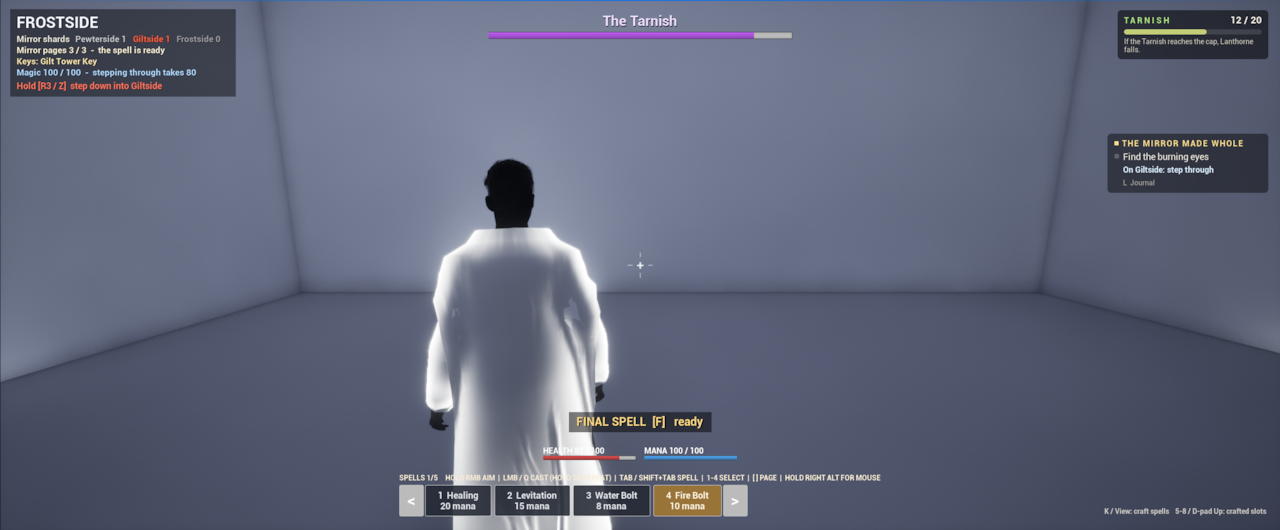 FROSTSIDE
Mirror shards Pewterside 1 Giltside 1 Frostside 0
Mirror pages 3 / 3 - the spell is ready
Keys: Gilt Tower Key
Magic 100 / 100 - stepping through takes 80
Hold [R3 / Z] step down into Giltside
The Tarnish
TARNISH 12 / 20
If the Tarnish reaches the cap, Lanthorne
falls.
THE MIRROR MADE WHOLE
Find the burning eyes
On Giltside: step through
L Journal
FINAL SPELL [F] ready
MANA 100 / 100
SPELLS 1/5 RMB AIM | LMB / Q CAST | TAB / SHIFT+TAB SPELL | 1-4 SELECT | [ ] PAGE | HOLD RIGHT ALT FOR MOUSE
< 1 Healing 2 Levitation 3 Water Bolt 4 Fire Bolt >
20 mana 15 mana 8 mana 10 mana
K / View: craft spells 5-8 / D-pad Up: crafted slots